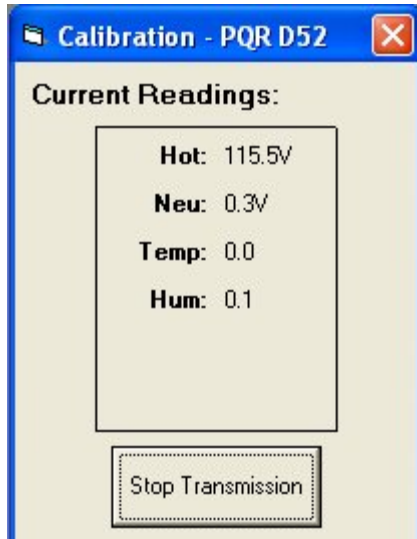 Calibration - PQR D52
Current Readings:
Hot: 115.5V
Neu: 0.3V
Temp: 0.0
Hum: 0.1
Stop Transmission